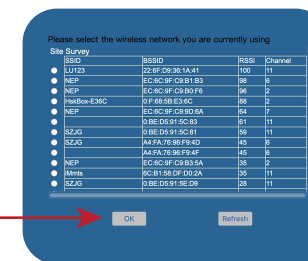 Please select the wireless network you are currently using
Site Survey
SSID BSSID RSSI Channel
LU123 22:6F:D9:36:1A:41 100 11
NEP EC:6C:9F:C9:B1:B3 98 6
NEP EC:6C:9F:C9:B0:F6 96 2
HskBox-E36C 0:F:68:5B:E3:6C 88 2
NEP EC:6C:9F:C9:9D:6A 64 7
0:BE:D5:91:5C:83 61 11
SZJG 0:BE:D5:91:5C:81 59 11
SZJG A4:FA:76:96:F9:4D 45 6
A4:FA:76:96:F9:4F 45 6
NEP EC:6C:9F:C9:B3:5A 35 2
iMmts 6C:B1:58:DF:D0:2A 35 11
SZJG 0:BE:D5:91:5E:D9 28 11
OK Refresh